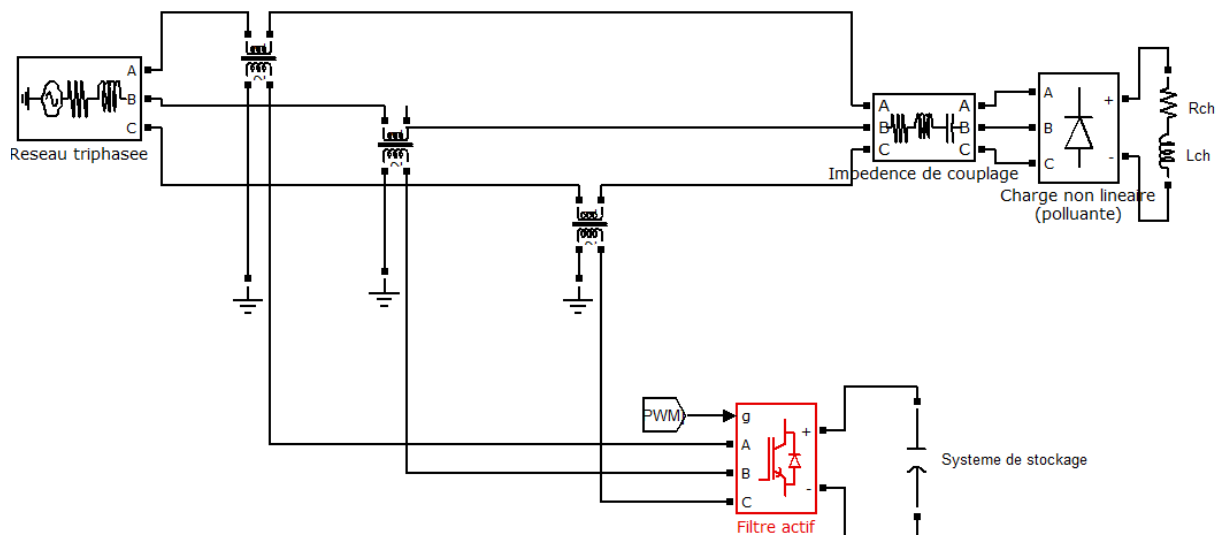 A
B
C
Reseau triphasee
A
B
C
A
B
C
Impedence de couplage
A
B
C
+
-
Charge non lineaire
(polluante)
Rch
Lch
PWM
g
A
B
C
+
-
Filtre actif
Systeme de stockage